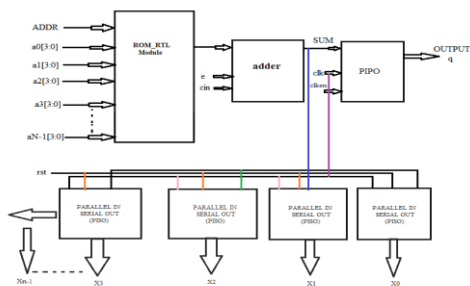 ADDR
a0[3:0]
a1[3:0]
a2[3:0]
a3[3:0]
aN-1[3:0]
ROM_RTL
Module
e
cin
adder
SUM
clk
clken
PIPO
OUTPUT
q
rst
PARALLEL IN
SERIAL OUT
(PISO)
PARALLEL IN
SERIAL OUT
(PISO)
PARALLEL IN
SERIAL OUT
(PISO)
PARALLEL IN
SERIAL OUT
(PISO)
Xn-1
X3
X2
X1
X0